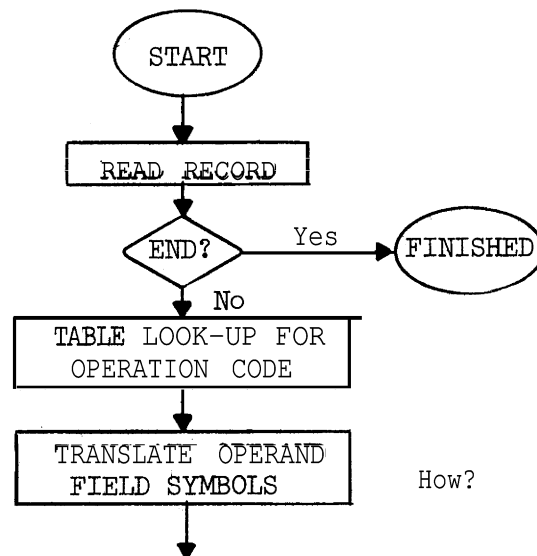 START
READ RECORD
END?
Yes
FINISHED
No
TABLE LOOK-UP FOR
OPERATION CODE
TRANSLATE OPERAND
FIELD SYMBOLS
How?